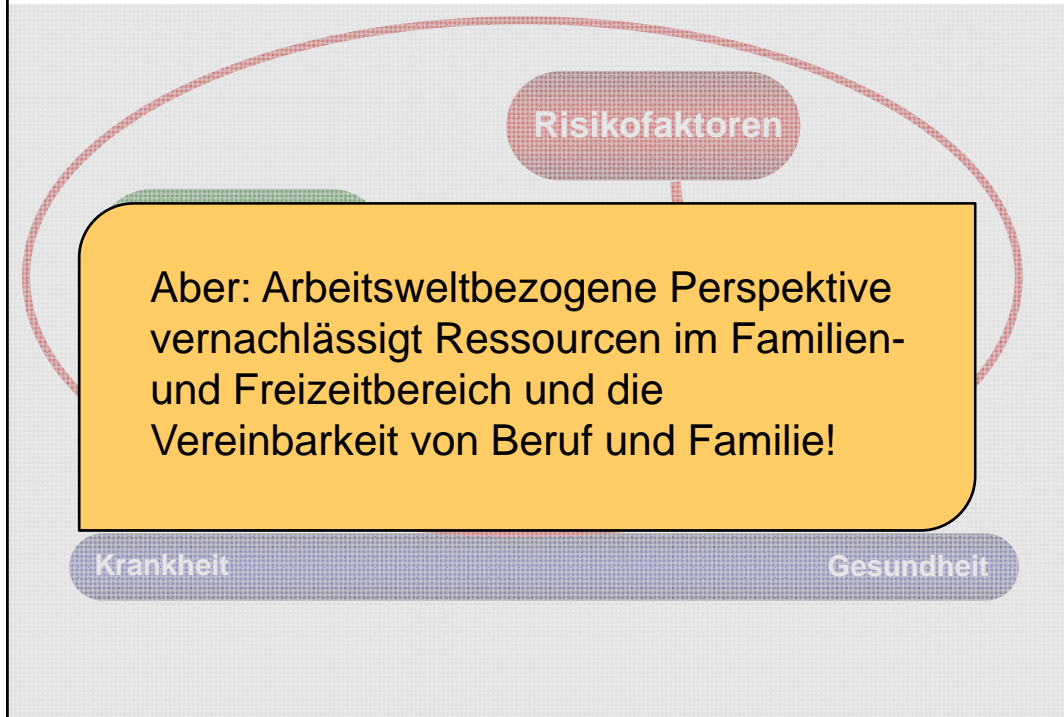 Risikofaktoren
Aber: Arbeitsweltbezogene Perspektive
vernachlässigt Ressourcen im Familien-
und Freizeitbereich und die
Vereinbarkeit von Beruf und Familie!
Krankheit
Gesundheit